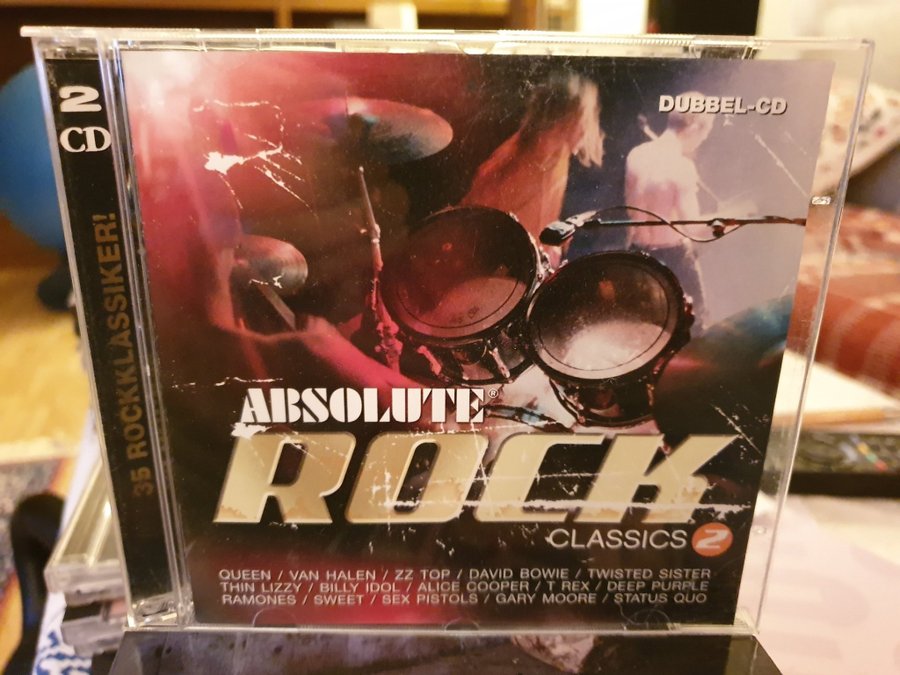 2
CD
35 ROCKKLASSIKER!
DUBBEL-CD
ABSOLUTE®
ROCK
CLASSICS 2
QUEEN / VAN HALEN / ZZ TOP / DAVID BOWIE / TWISTED SISTER
THIN LIZZY / BILLY IDOL / ALICE COOPER / T REX / DEEP PURPLE
RAMONES / SWEET / SEX PISTOLS / GARY MOORE / STATUS QUO